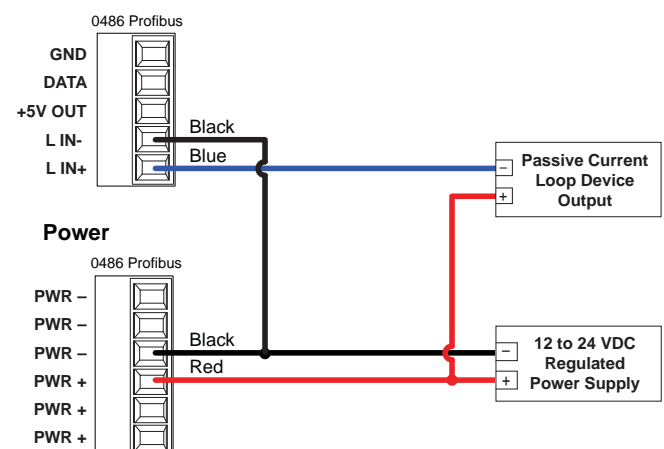 0486 Profibus
GND
DATA
+5V OUT
L IN-
L IN+
Black
Blue
−
+
Passive Current
Loop Device
Output
Power
0486 Profibus
PWR –
PWR –
PWR –
PWR +
PWR +
PWR +
Black
Red
−
+
12 to 24 VDC
Regulated
Power Supply